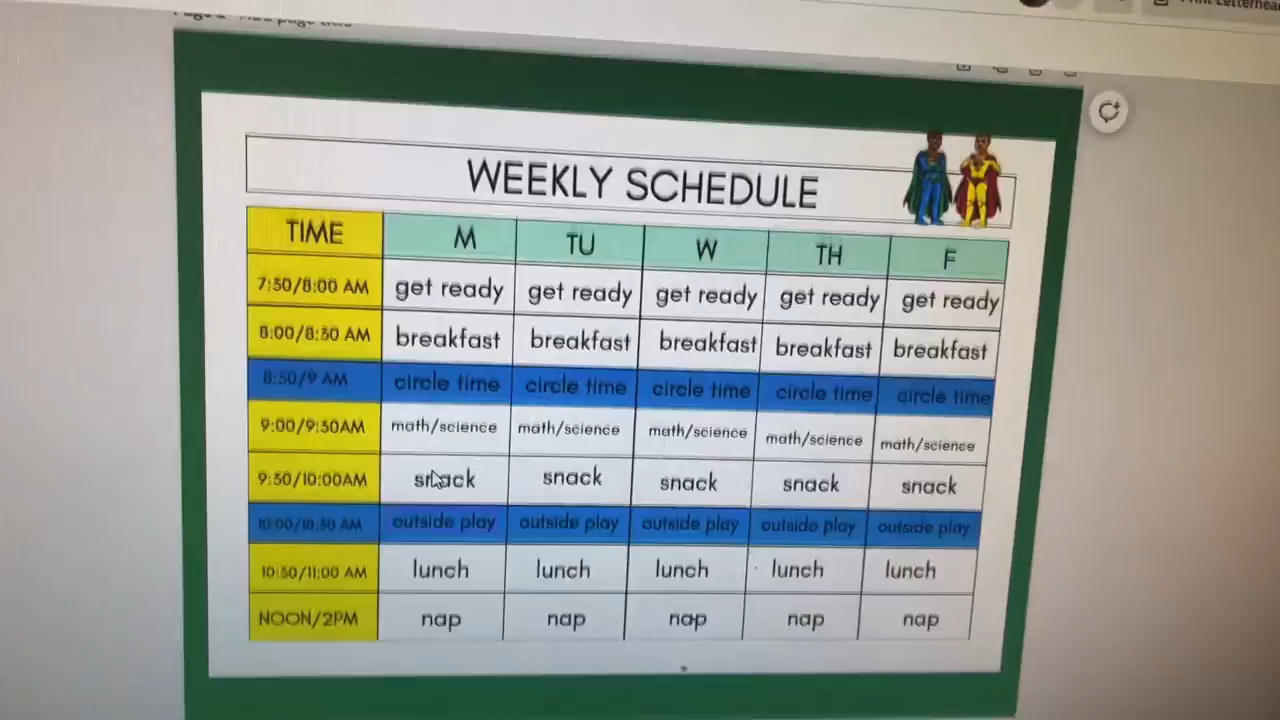 WEEKLY SCHEDULE
TIME M TU W TH F
7:30/8:00 AM get ready get ready get ready get ready get ready
8:00/8:30 AM breakfast breakfast breakfast breakfast breakfast
8:30/9 AM circle time circle time circle time circle time circle time
9:00/9:30AM math/science math/science math/science math/science math/science
9:30/10:00AM snack snack snack snack snack
10:00/10:30 AM outside play outside play outside play outside play outside play
10:30/11:00 AM lunch lunch lunch lunch lunch
NOON/2PM nap nap nap nap nap